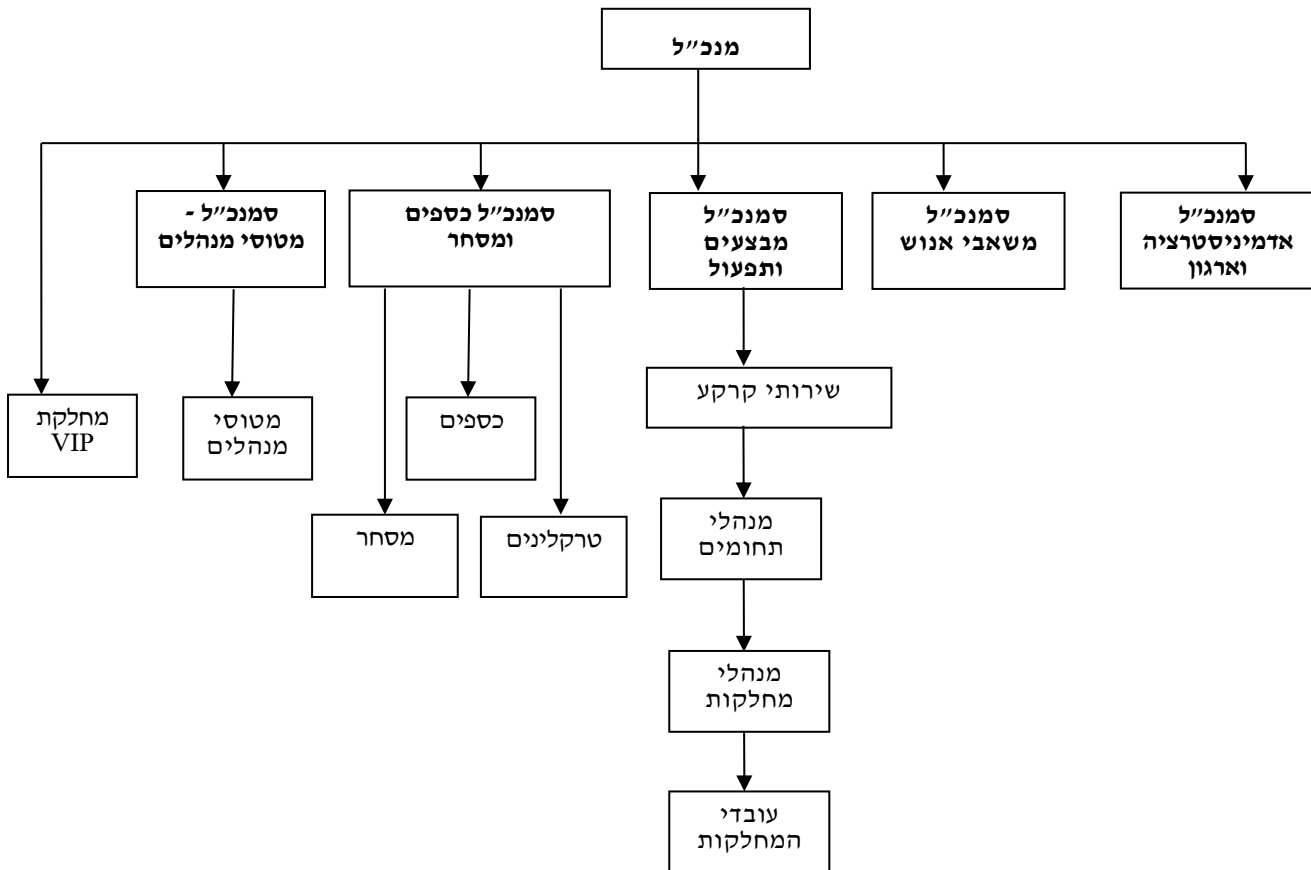 מנכ״ל
סמנכ״ל
אדמיניסטרציה
וארגון
סמנכ״ל
משאבי אנוש
סמנכ״ל
מבצעים
ותפעול
סמנכ״ל כספים
ומסחר
סמנכ״ל -
מטוסי מנהלים
שירותי קרקע
כספים
מטוסי
מנהלים
מחלקת
VIP
מנהלי
תחומים
טרקלינים
מסחר
מנהלי
מחלקות
עובדי
המחלקות